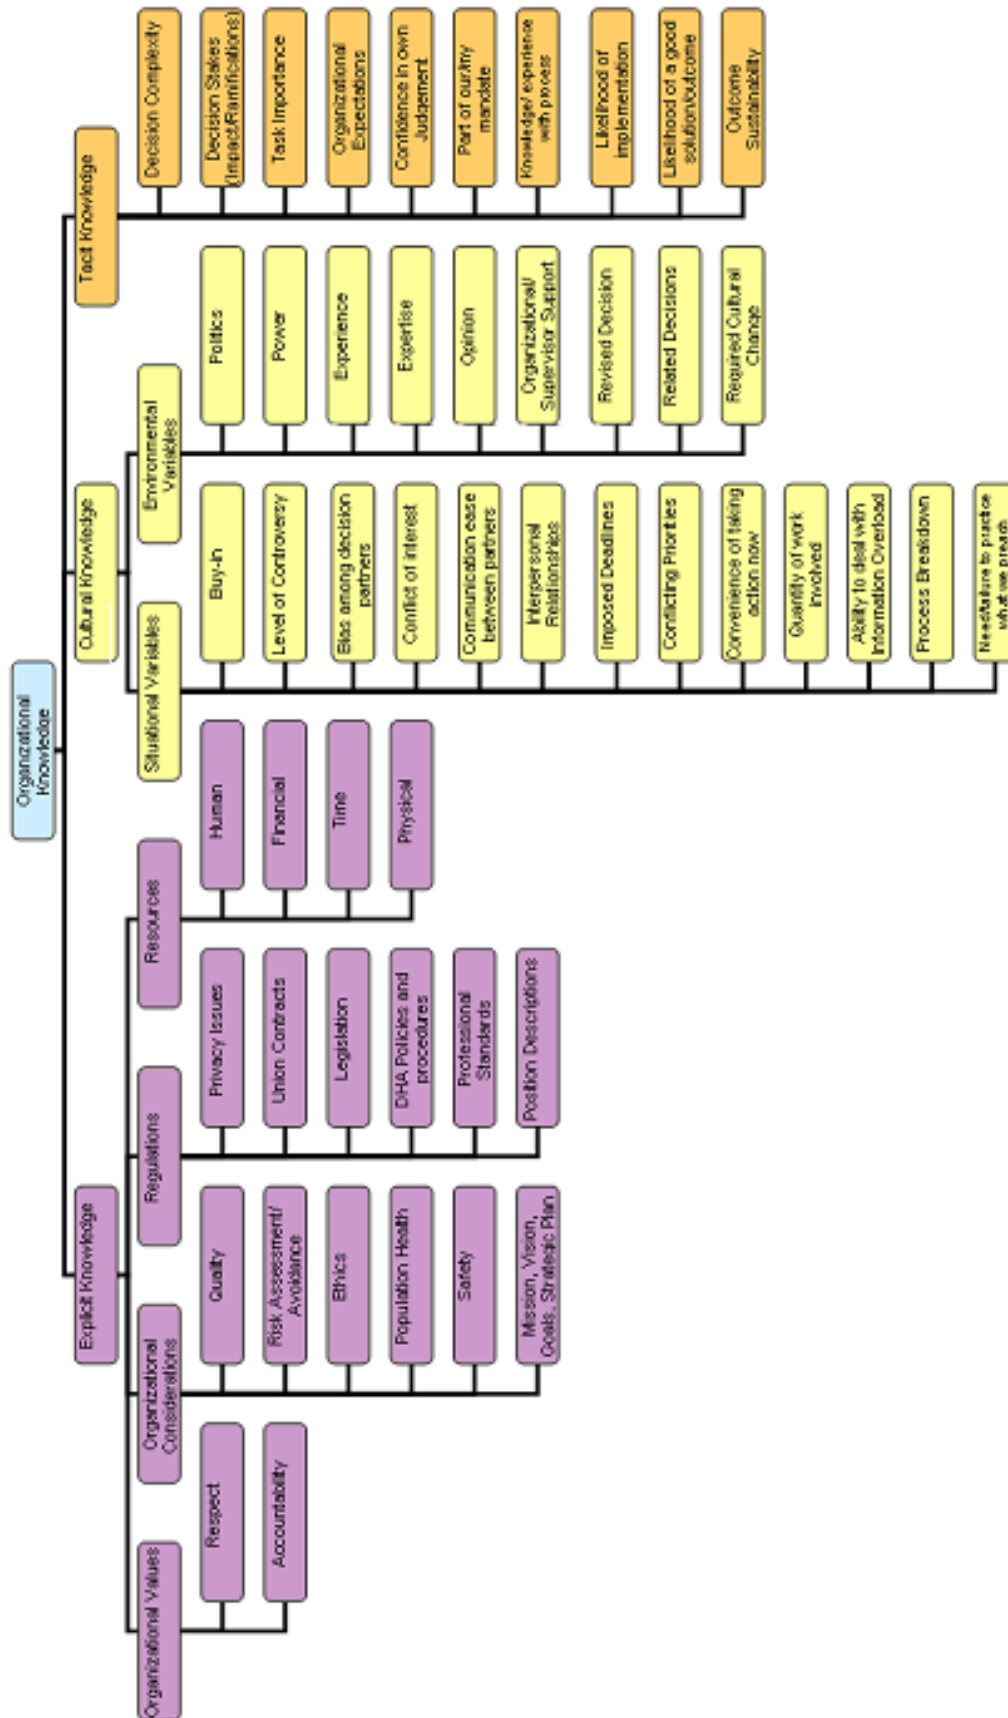 Organizational
Knowledge
Explicit Knowledge
Cultural Knowledge
Tacit Knowledge
Organizational Values
Respect
Accountability
Organizational
Considerations
Quality
Risk Assessment/
Avoidance
Ethics
Population Health
Safety
Mission, Vision,
Goals, Strategic Plan
Regulations
Privacy Issues
Union Contracts
Legislation
DHA Policies and
procedures
Professional
Standards
Position Descriptions
Resources
Human
Financial
Time
Physical
Situational Variables
Buy-in
Level of Controversy
Bias among decision
partners
Conflict of interest
Communication ease
between partners
Interpersonal
Relationships
Imposed Deadlines
Conflicting Priorities
Convenience of taking
action now
Quantity of work
involved
Ability to deal with
Information Overload
Process Breakdown
Need/failure to practice
what we preach
Environmental
Variables
Politics
Power
Experience
Expertise
Opinion
Organizational/
Supervisor Support
Revised Decision
Related Decisions
Required Cultural
Change
Decision Complexity
Decision Stakes
(Impact/Ramifications)
Task Importance
Organizational
Expectations
Confidence in own
Judgement
Part of our/my
mandate
Knowledge/ experience
with process
Likelihood of
implementation
Likelihood of a good
solution/outcome
Outcome
Sustainability